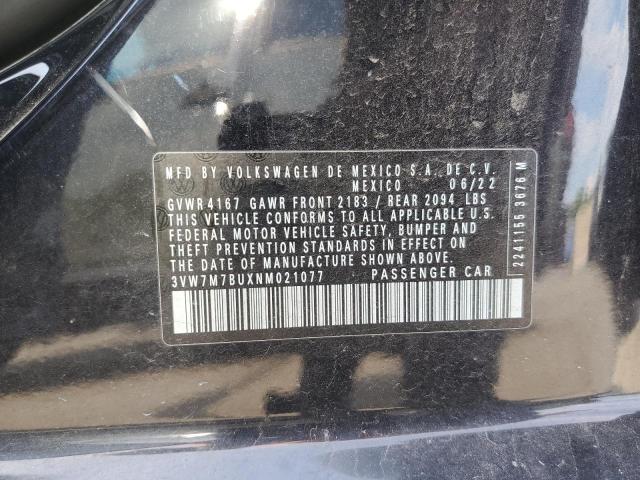 MFD BY VOLKSWAGEN DE MEXICO S.A. DE C.V.
MEXICO 06/22
GVWR 4167 GAWR FRONT 2183 / REAR 2094 LBS
THIS VEHICLE CONFORMS TO ALL APPLICABLE U.S.
FEDERAL MOTOR VEHICLE SAFETY, BUMPER AND
THEFT PREVENTION STANDARDS IN EFFECT ON
THE DATE OF MANUFACTURE SHOWN ABOVE
3VW7M7BUXNM021077 PASSENGER CAR
2241155 3676 M